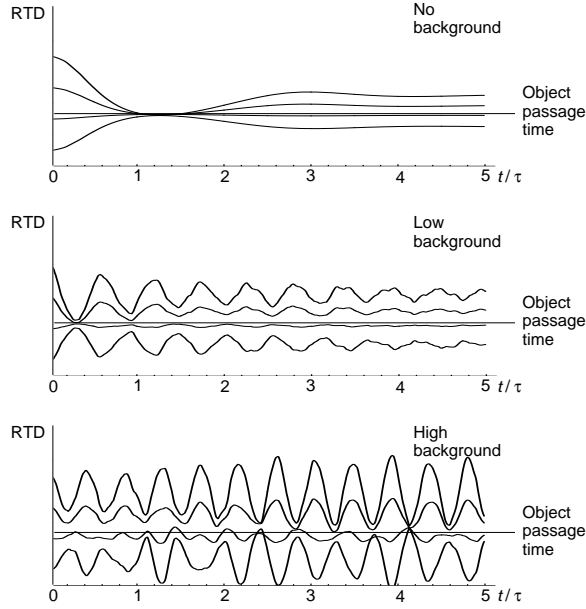 RTD
No
background
Object
passage
time
0 1 2 3 4 5 t / τ
RTD
Low
background
Object
passage
time
0 1 2 3 4 5 t / τ
RTD
High
background
Object
passage
time
0 1 2 3 4 5 t / τ